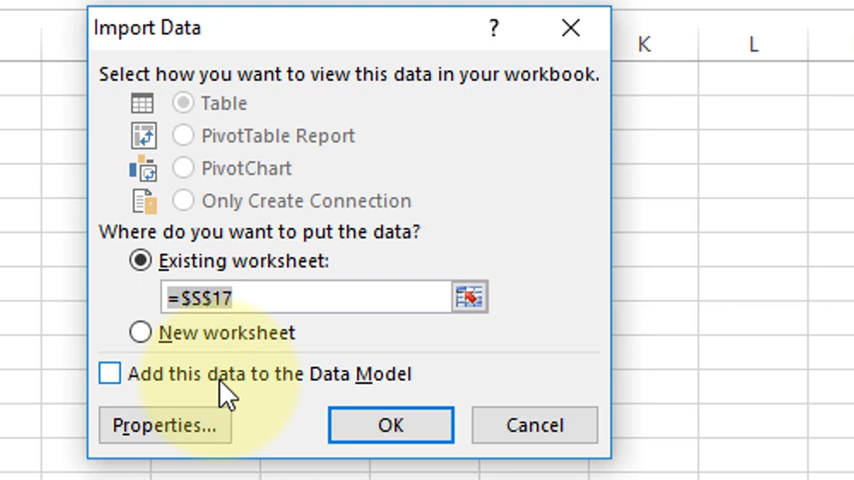 Import Data ? ×
K L
Select how you want to view this data in your workbook.
Table
PivotTable Report
PivotChart
Only Create Connection
Where do you want to put the data?
Existing worksheet:
=$S$17
New worksheet
Add this data to the Data Model
Properties... OK Cancel